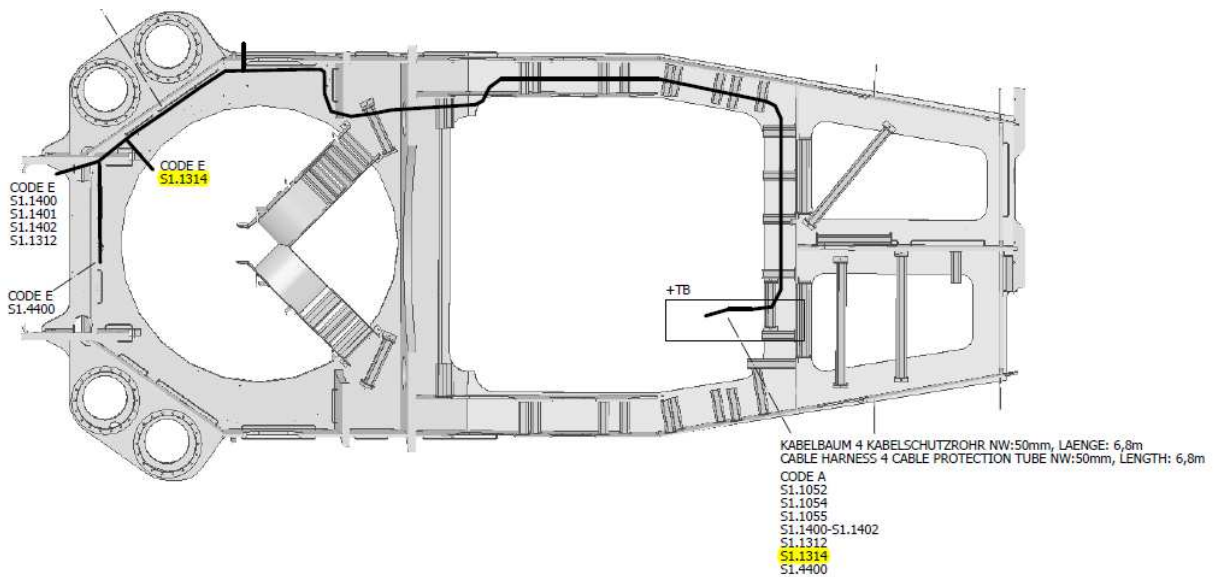 CODE E
S1.1314
CODE E
S1.1400
S1.1401
S1.1402
S1.1312
CODE E
S1.4400
+TB
KABELBAUM 4 KABELSCHUTZROHR NW:50mm, LAENGE: 6,8m
CABLE HARNESS 4 CABLE PROTECTION TUBE NW:50mm, LENGTH: 6,8m
CODE A
S1.1052
S1.1054
S1.1055
S1.1400-S1.1402
S1.1312
S1.1314
S1.4400